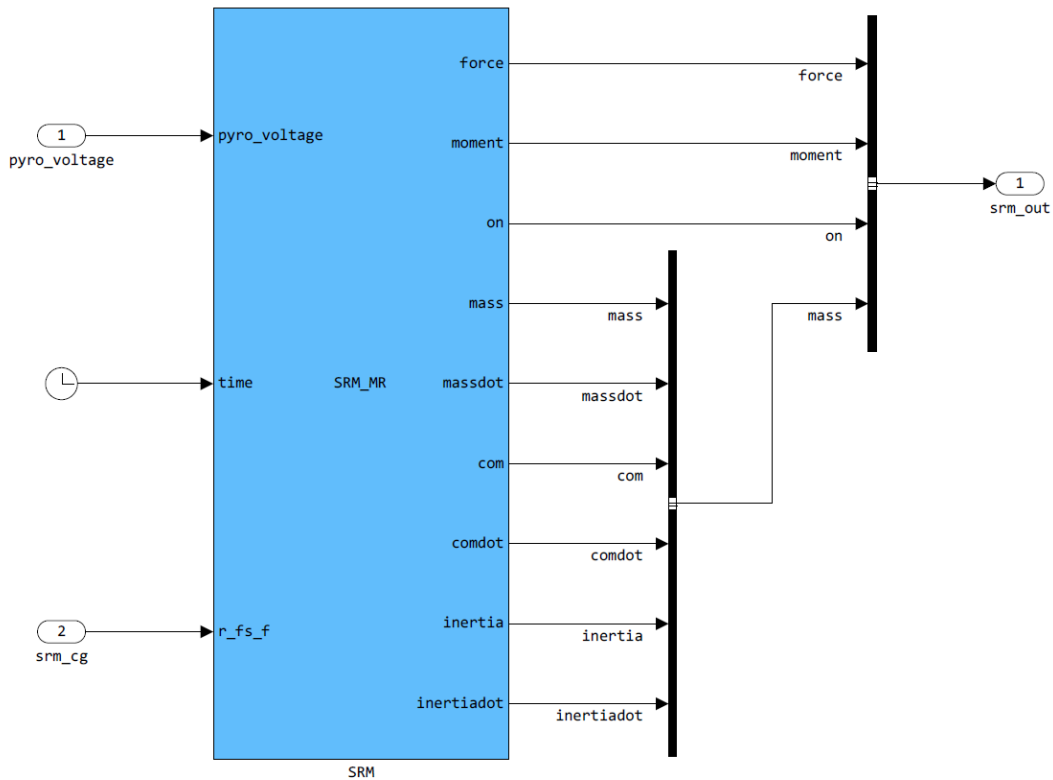 force
force
1
pyro_voltage
pyro_voltage
moment
moment
1
srm_out
on
on
mass
mass
mass
time
SRM_MR
massdot
massdot
com
com
comdot
comdot
2
srm_cg
r_fs_f
inertia
inertia
inertiadot
inertiadot
SRM